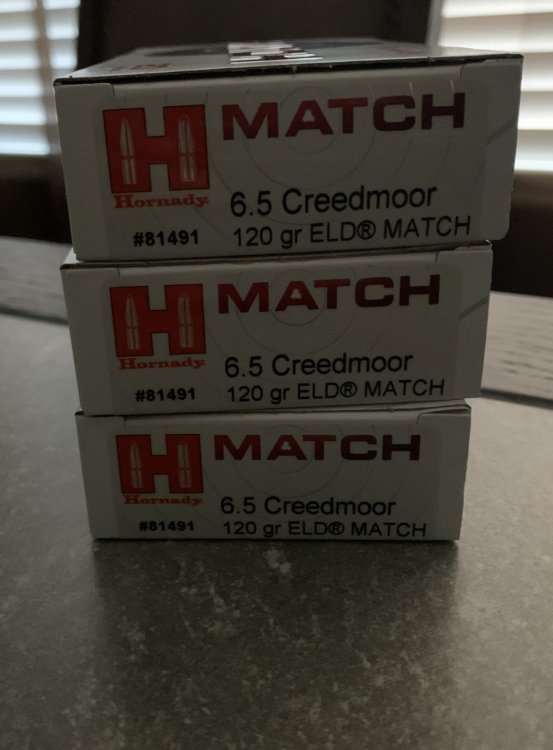 MATCH
Hornady
6.5 Creedmoor
#81491
120 gr ELD® MATCH
MATCH
Hornady
6.5 Creedmoor
#81491
120 gr ELD® MATCH
MATCH
Hornady
6.5 Creedmoor
#81491
120 gr ELD® MATCH